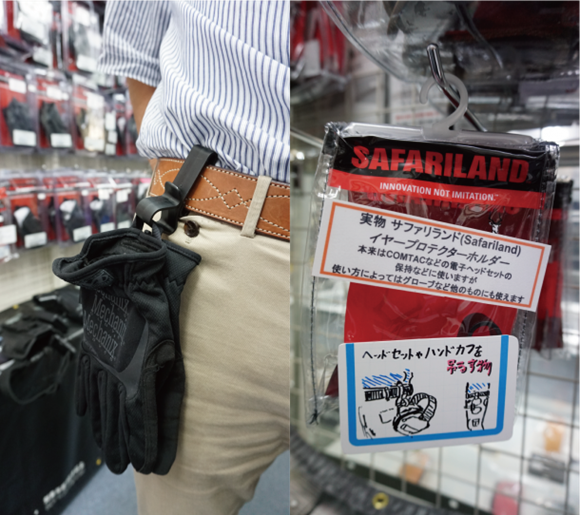 Mechanix
SAFARILAND
INNOVATION NOT IMITATION.™
実物 サファリランド(Safariland)
イヤープロテクターホルダー
本来はCOMTACなどの電子ヘッドセットの
保持などに使いますが
使い方によってはグローブなど他のものにも使えます
ヘッドセットやハンドカフを
吊るす物